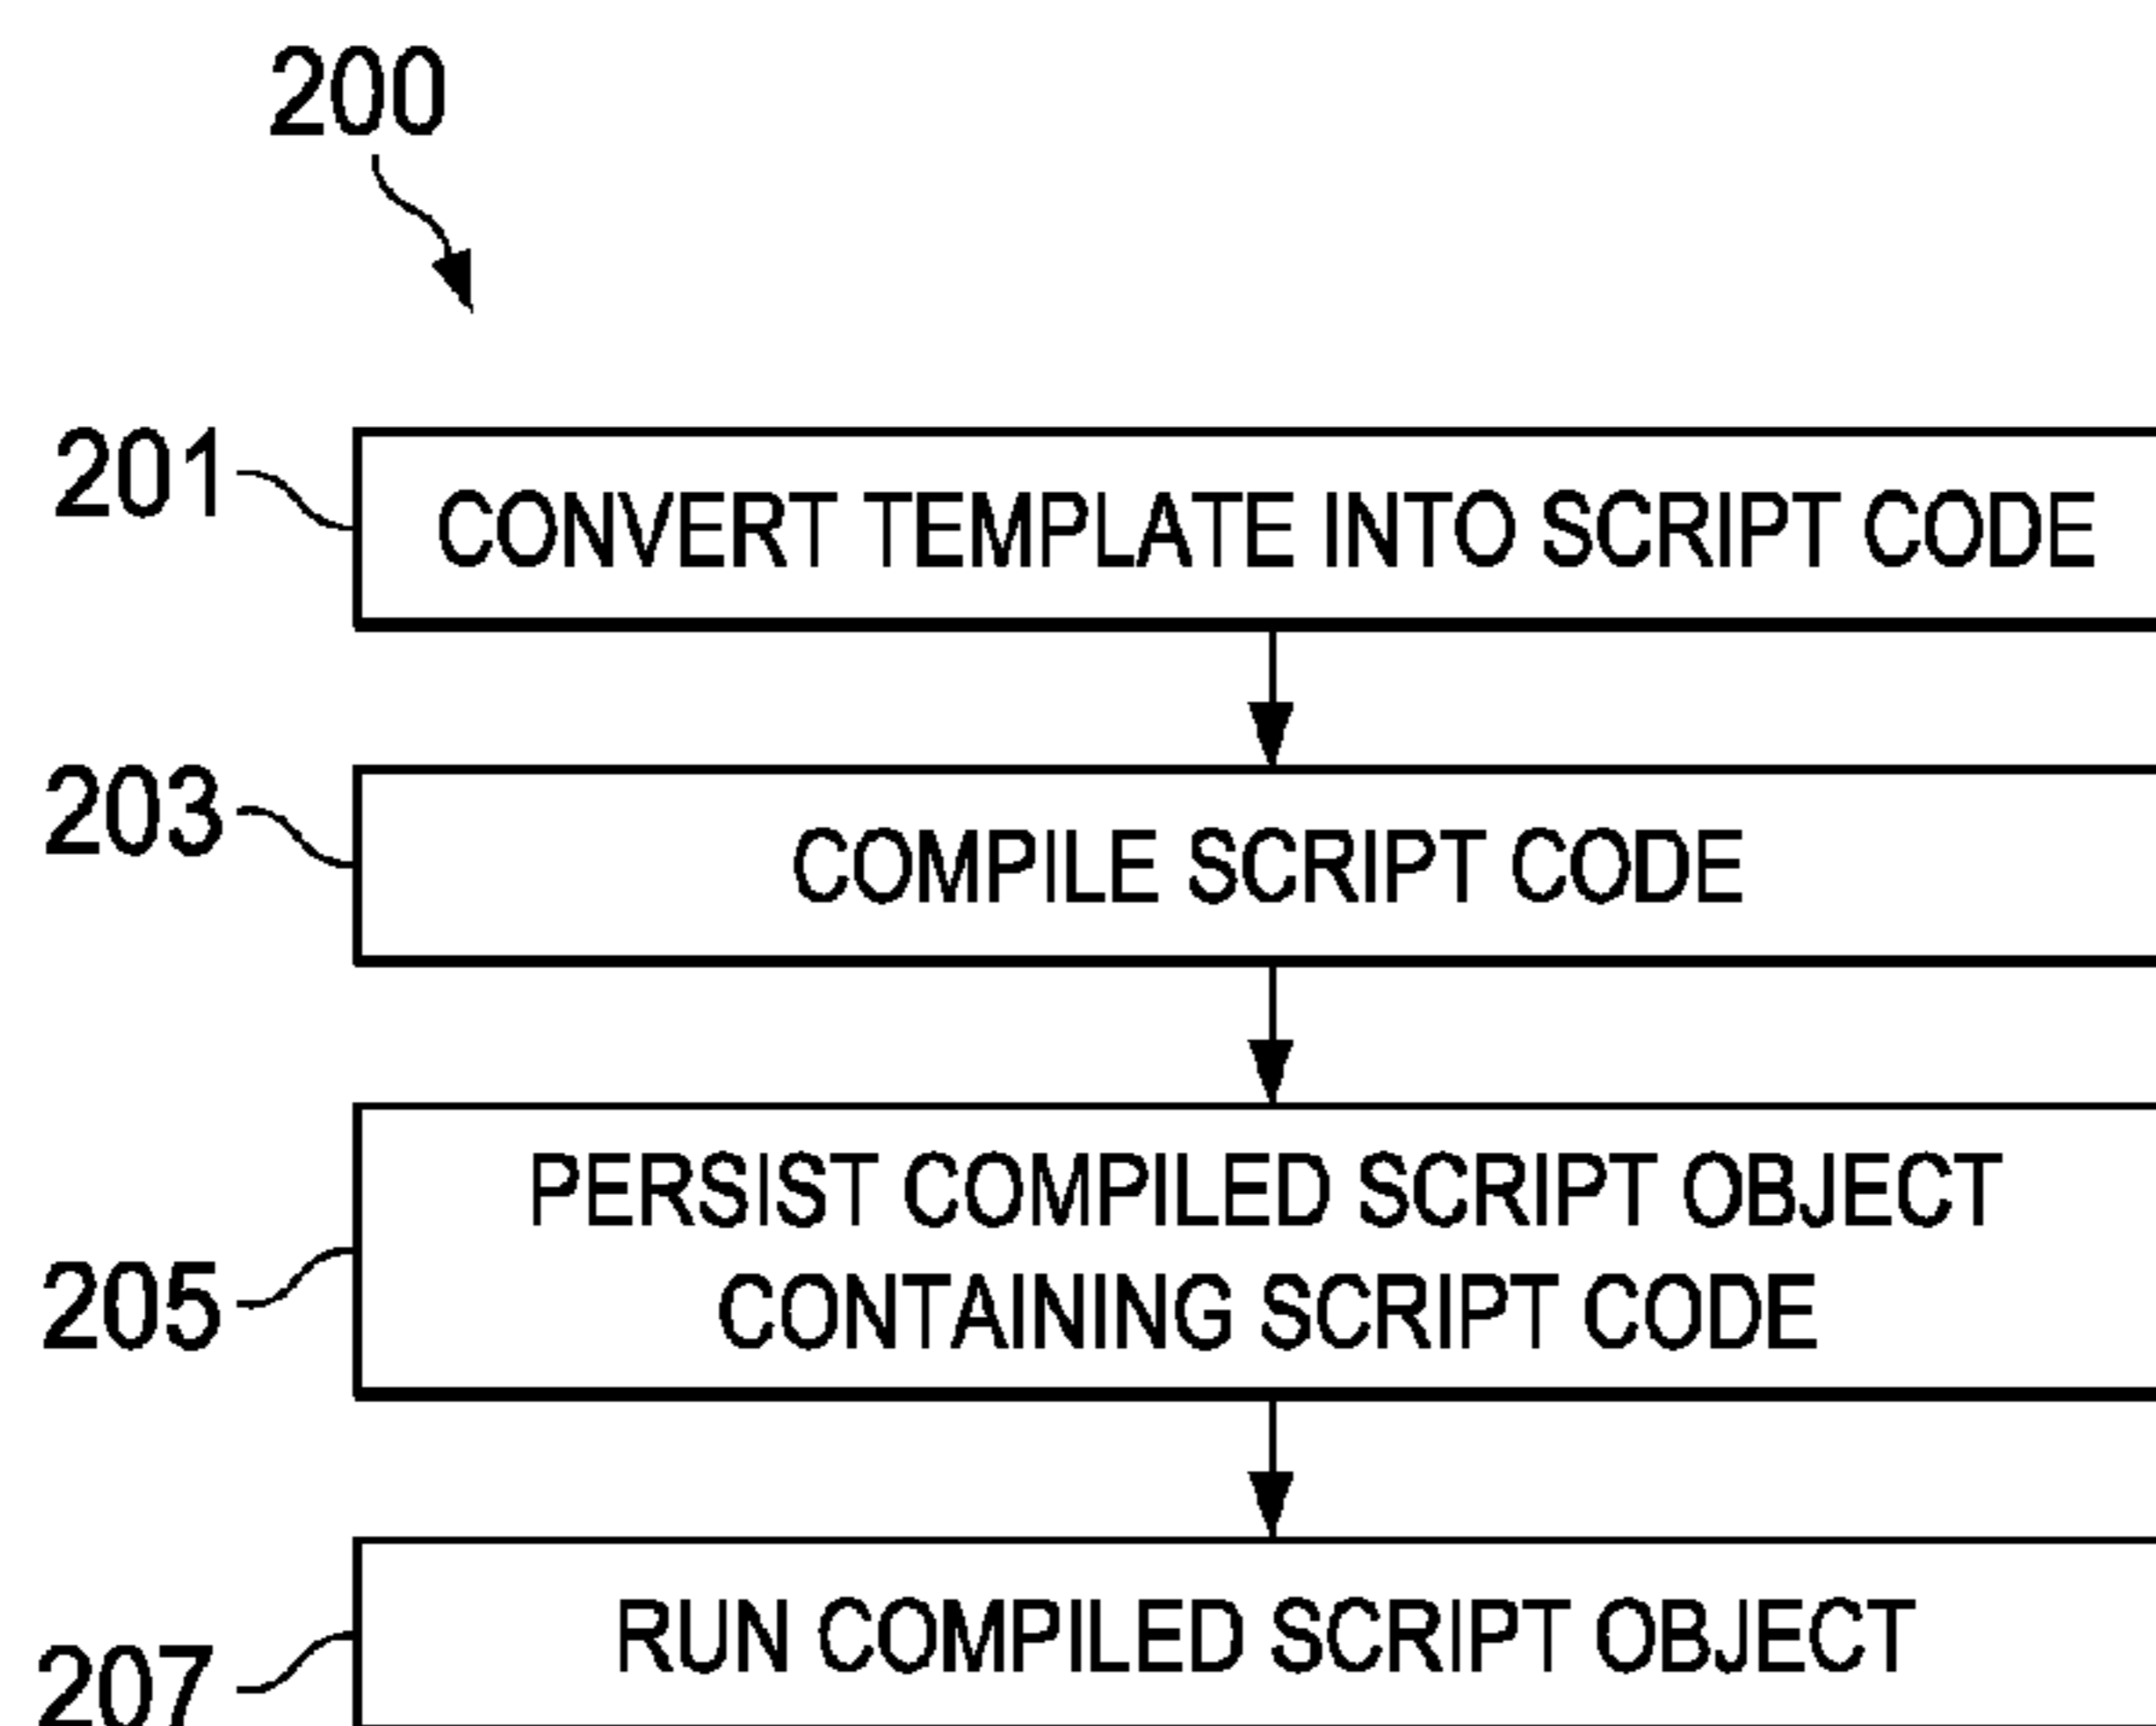 200
201
CONVERT TEMPLATE INTO SCRIPT CODE
203
COMPILE SCRIPT CODE
PERSIST COMPILED SCRIPT OBJECT
205
CONTAINING SCRIPT CODE
RUN COMPILED SCRIPT OBJECT
207